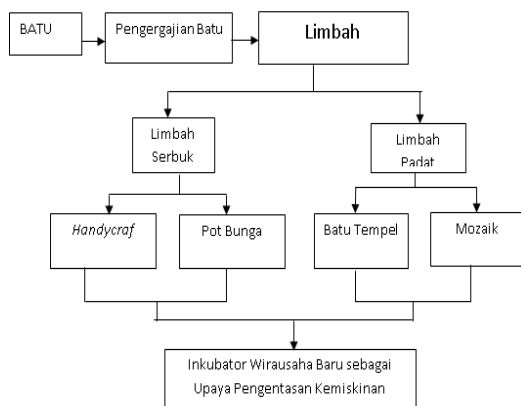 BATU
Pengergajian Batu
Limbah
Limbah
Serbuk
Limbah
Padat
Handycraf
Pot Bunga
Batu Tempel
Mozaik
Inkubator Wirausaha Baru sebagai
Upaya Pengentasan Kemiskinan